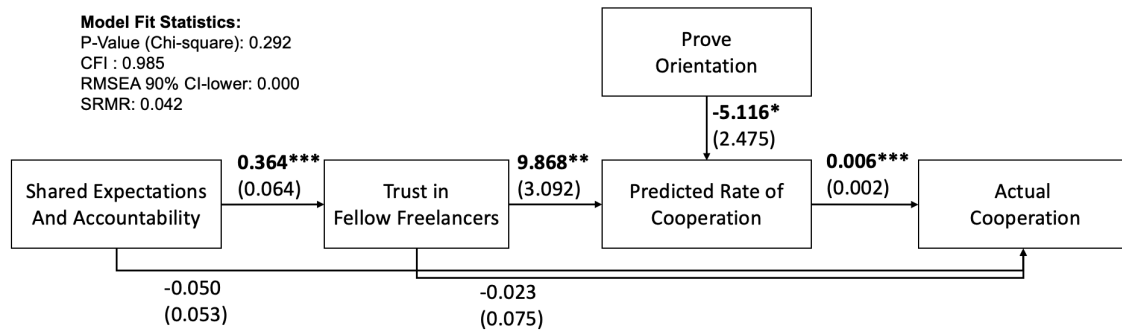 Model Fit Statistics:
P-Value (Chi-square): 0.292
CFI : 0.985
RMSEA 90% CI-lower: 0.000
SRMR: 0.042
Prove
Orientation
-5.116*
(2.475)
0.364***
(0.064)
9.868**
(3.092)
0.006***
(0.002)
Shared Expectations
And Accountability
Trust in
Fellow Freelancers
Predicted Rate of
Cooperation
Actual
Cooperation
-0.050
(0.053)
-0.023
(0.075)